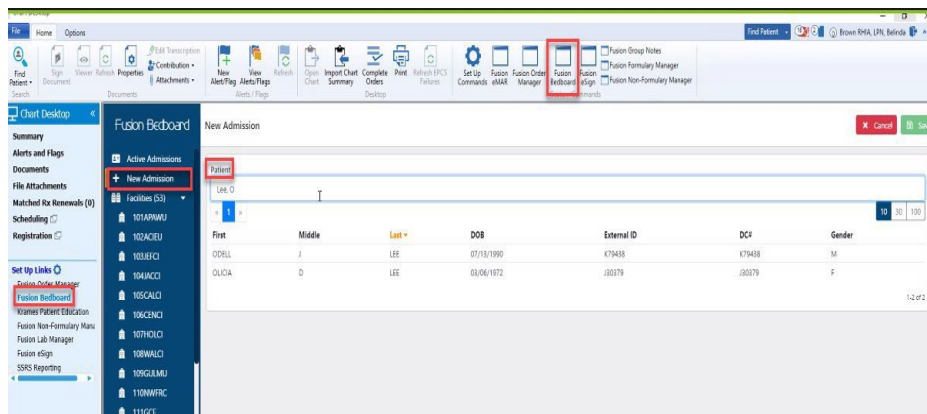 File Home Options Find Patient Brown RHIA, LPN, Belinda
Find Patient
Sign Document
Viewer
Refresh
Properties
Edit Transcription
Contribution
Attachments
New Alert/Flag
View Alerts/Flags
Refresh
Open Chart
Import Chart Summary
Complete Orders
Print
Refresh EPCS Failures
Set Up Commands
Fusion eMAR
Fusion Order Manager
Fusion Bedboard
Fusion eSign
Fusion Group Notes
Fusion Formulary Manager
Fusion Non-Formulary Manager
Search Documents Alerts / Flags Desktop
Chart Desktop «
Summary
Alerts and Flags
Documents
File Attachments
Matched Rx Renewals (0)
Scheduling
Registration
Set Up Links
Fusion Order Manager
Fusion Bedboard
Krames Patient Education
Fusion Non-Formulary Manu
Fusion Lab Manager
Fusion eSign
SSRS Reporting
Fusion Bedboard
Active Admissions
+ New Admission
Facilities (53)
101APAWU
102ACIEU
103JEFCI
104JACCI
105CALCI
106CENCI
107HOLCI
108WALCI
109GULMU
110NWFRC
111GCF
New Admission
Cancel Sav
Patient
Lee, O
« 1 » 10 30 100
First Middle Last DOB External ID DC# Gender
ODELL J LEE 07/13/1990 K79438 K79438 M
OLICIA D LEE 03/06/1972 J30379 J30379 F
1-2 of 2